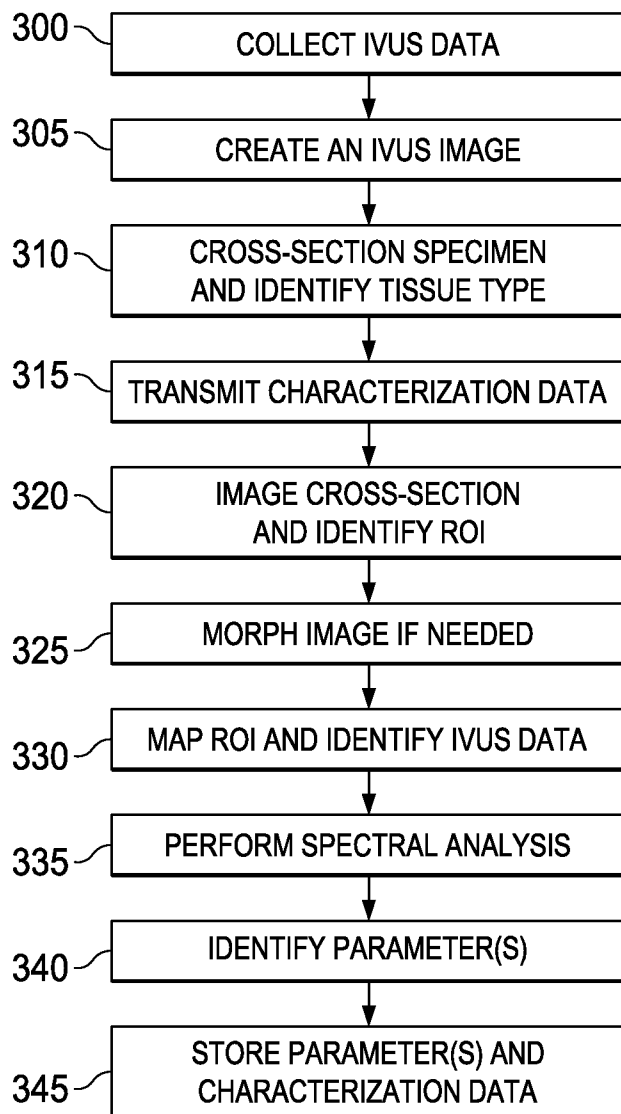 300
COLLECT IVUS DATA
305
CREATE AN IVUS IMAGE
310
CROSS-SECTION SPECIMEN
AND IDENTIFY TISSUE TYPE
315
TRANSMIT CHARACTERIZATION DATA
320
IMAGE CROSS-SECTION
AND IDENTIFY ROI
325
MORPH IMAGE IF NEEDED
330
MAP ROI AND IDENTIFY IVUS DATA
335
PERFORM SPECTRAL ANALYSIS
340
IDENTIFY PARAMETER(S)
345
STORE PARAMETER(S) AND
CHARACTERIZATION DATA